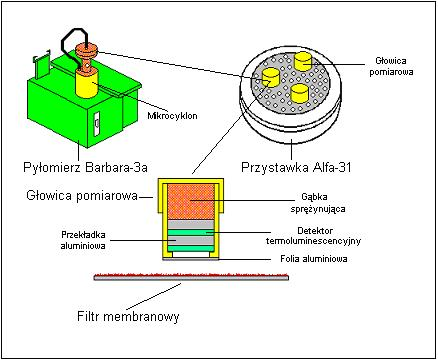 Głowica
pomiarowa
Mikrocyklon
Pyłomierz Barbara-3a
Przystawka Alfa-31
Głowica pomiarowa
Gąbka
sprężynująca
Przekładka
aluminiowa
Detektor
termoluminescencyjny
Folia aluminiowa
Filtr membranowy